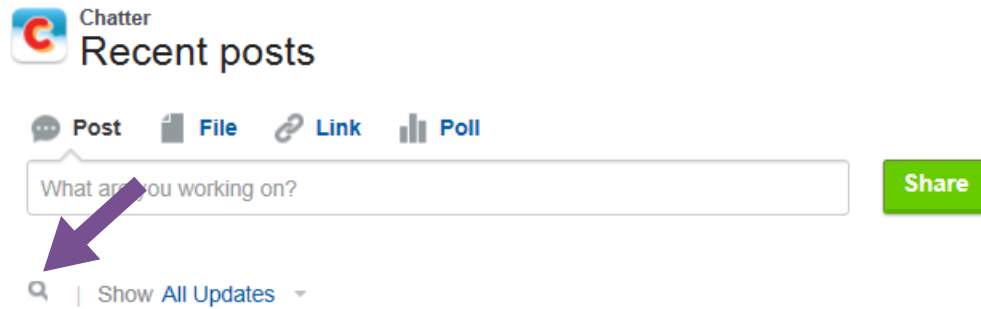 Chatter
Recent posts
Post File Link Poll
What are you working on?
Share
| Show All Updates